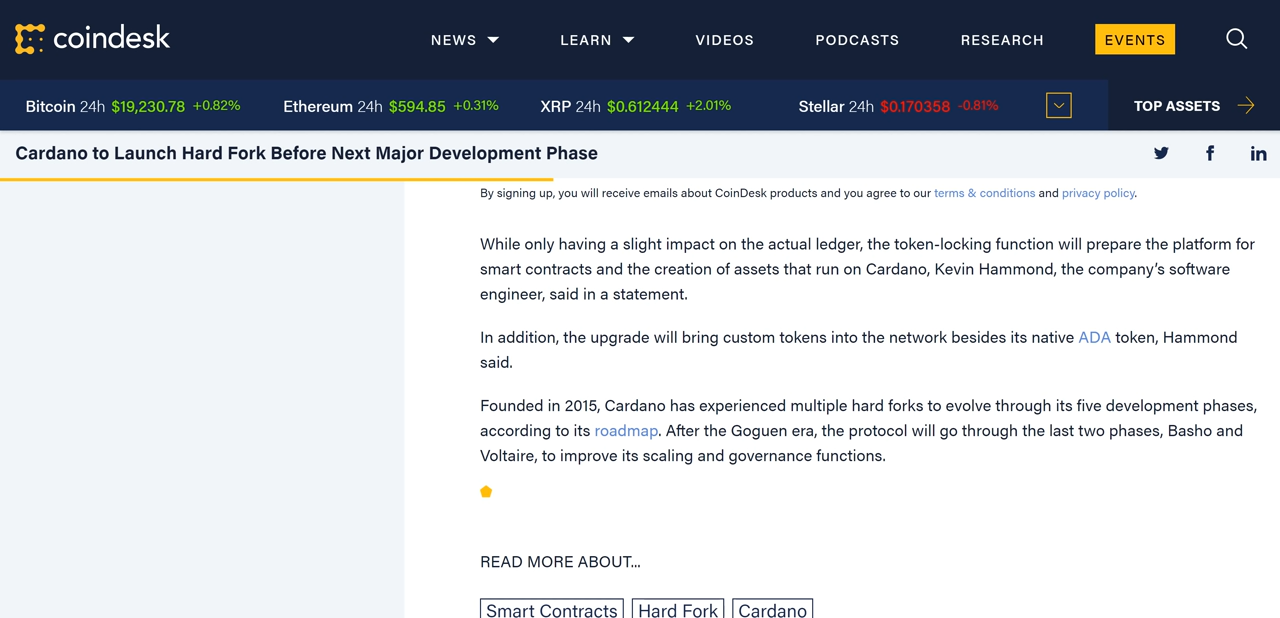 coindesk
NEWS LEARN VIDEOS PODCASTS RESEARCH EVENTS
Bitcoin 24h $19,230.78 +0.82% Ethereum 24h $594.85 +0.31% XRP 24h $0.612444 +2.01% Stellar 24h $0.170358 -0.81% TOP ASSETS
Cardano to Launch Hard Fork Before Next Major Development Phase
By signing up, you will receive emails about CoinDesk products and you agree to our terms & conditions and privacy policy.
While only having a slight impact on the actual ledger, the token-locking function will prepare the platform for
smart contracts and the creation of assets that run on Cardano, Kevin Hammond, the company’s software
engineer, said in a statement.
In addition, the upgrade will bring custom tokens into the network besides its native ADA token, Hammond
said.
Founded in 2015, Cardano has experienced multiple hard forks to evolve through its five development phases,
according to its roadmap. After the Goguen era, the protocol will go through the last two phases, Basho and
Voltaire, to improve its scaling and governance functions.
READ MORE ABOUT...
Smart Contracts Hard Fork Cardano